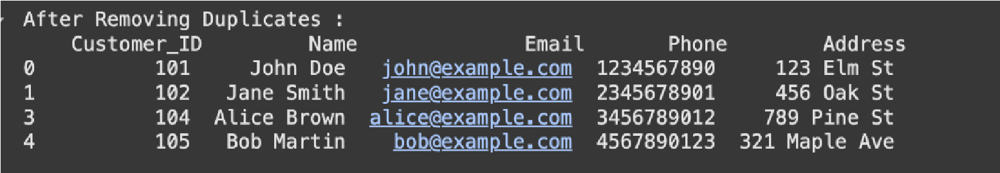 After Removing Duplicates :
Customer_ID Name Email Phone Address
0 101 John Doe john@example.com 1234567890 123 Elm St
1 102 Jane Smith jane@example.com 2345678901 456 Oak St
3 104 Alice Brown alice@example.com 3456789012 789 Pine St
4 105 Bob Martin bob@example.com 4567890123 321 Maple Ave